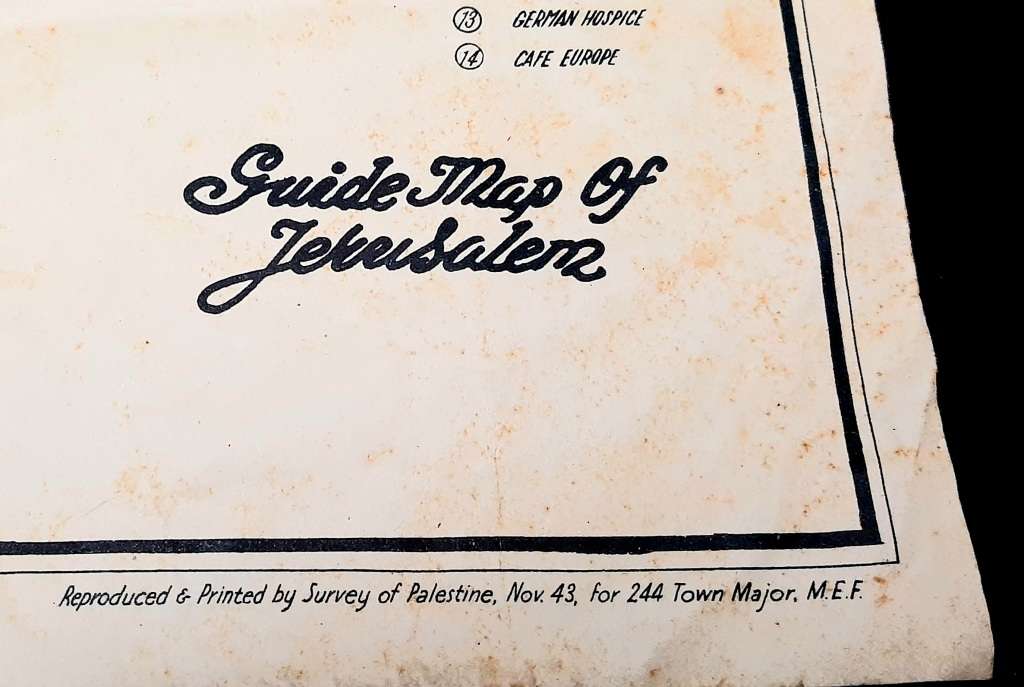 13 GERMAN HOSPICE
14 CAFE EUROPE
Guide Map Of
Jerusalem
Reproduced & Printed by Survey of Palestine, Nov. 43, for 244 Town Major. M.E.F.